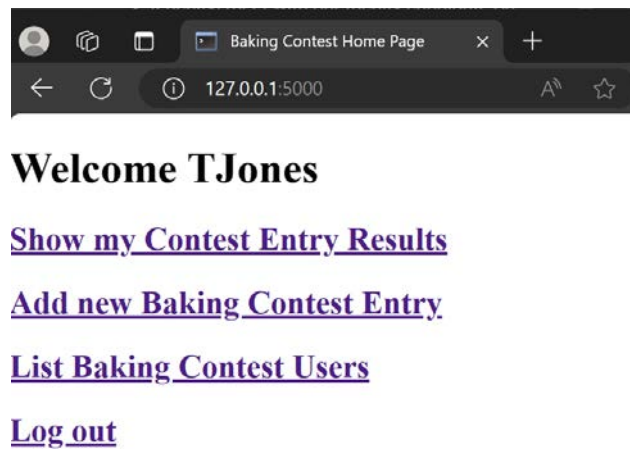 Baking Contest Home Page
127.0.0.1:5000
Welcome TJones
Show my Contest Entry Results
Add new Baking Contest Entry
List Baking Contest Users
Log out